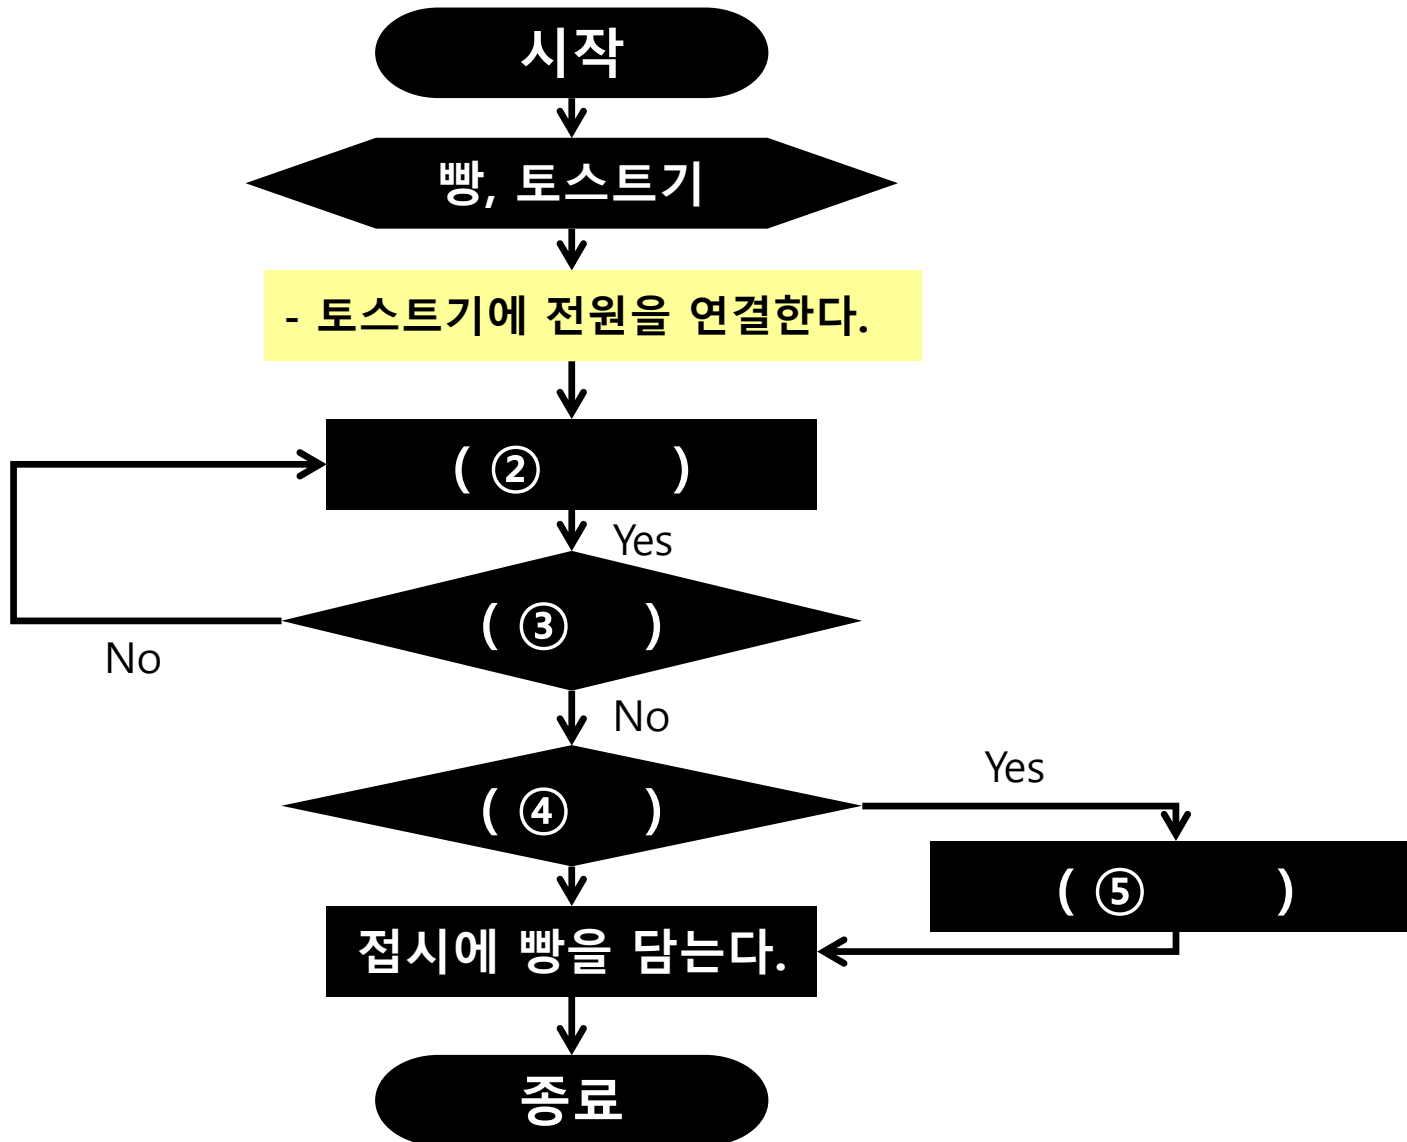 시작
빵, 토스트기
- 토스트기에 전원을 연결한다.
( ② )
Yes
( ③ )
No
No
( ④ )
Yes
( ⑤ )
접시에 빵을 담는다.
종료